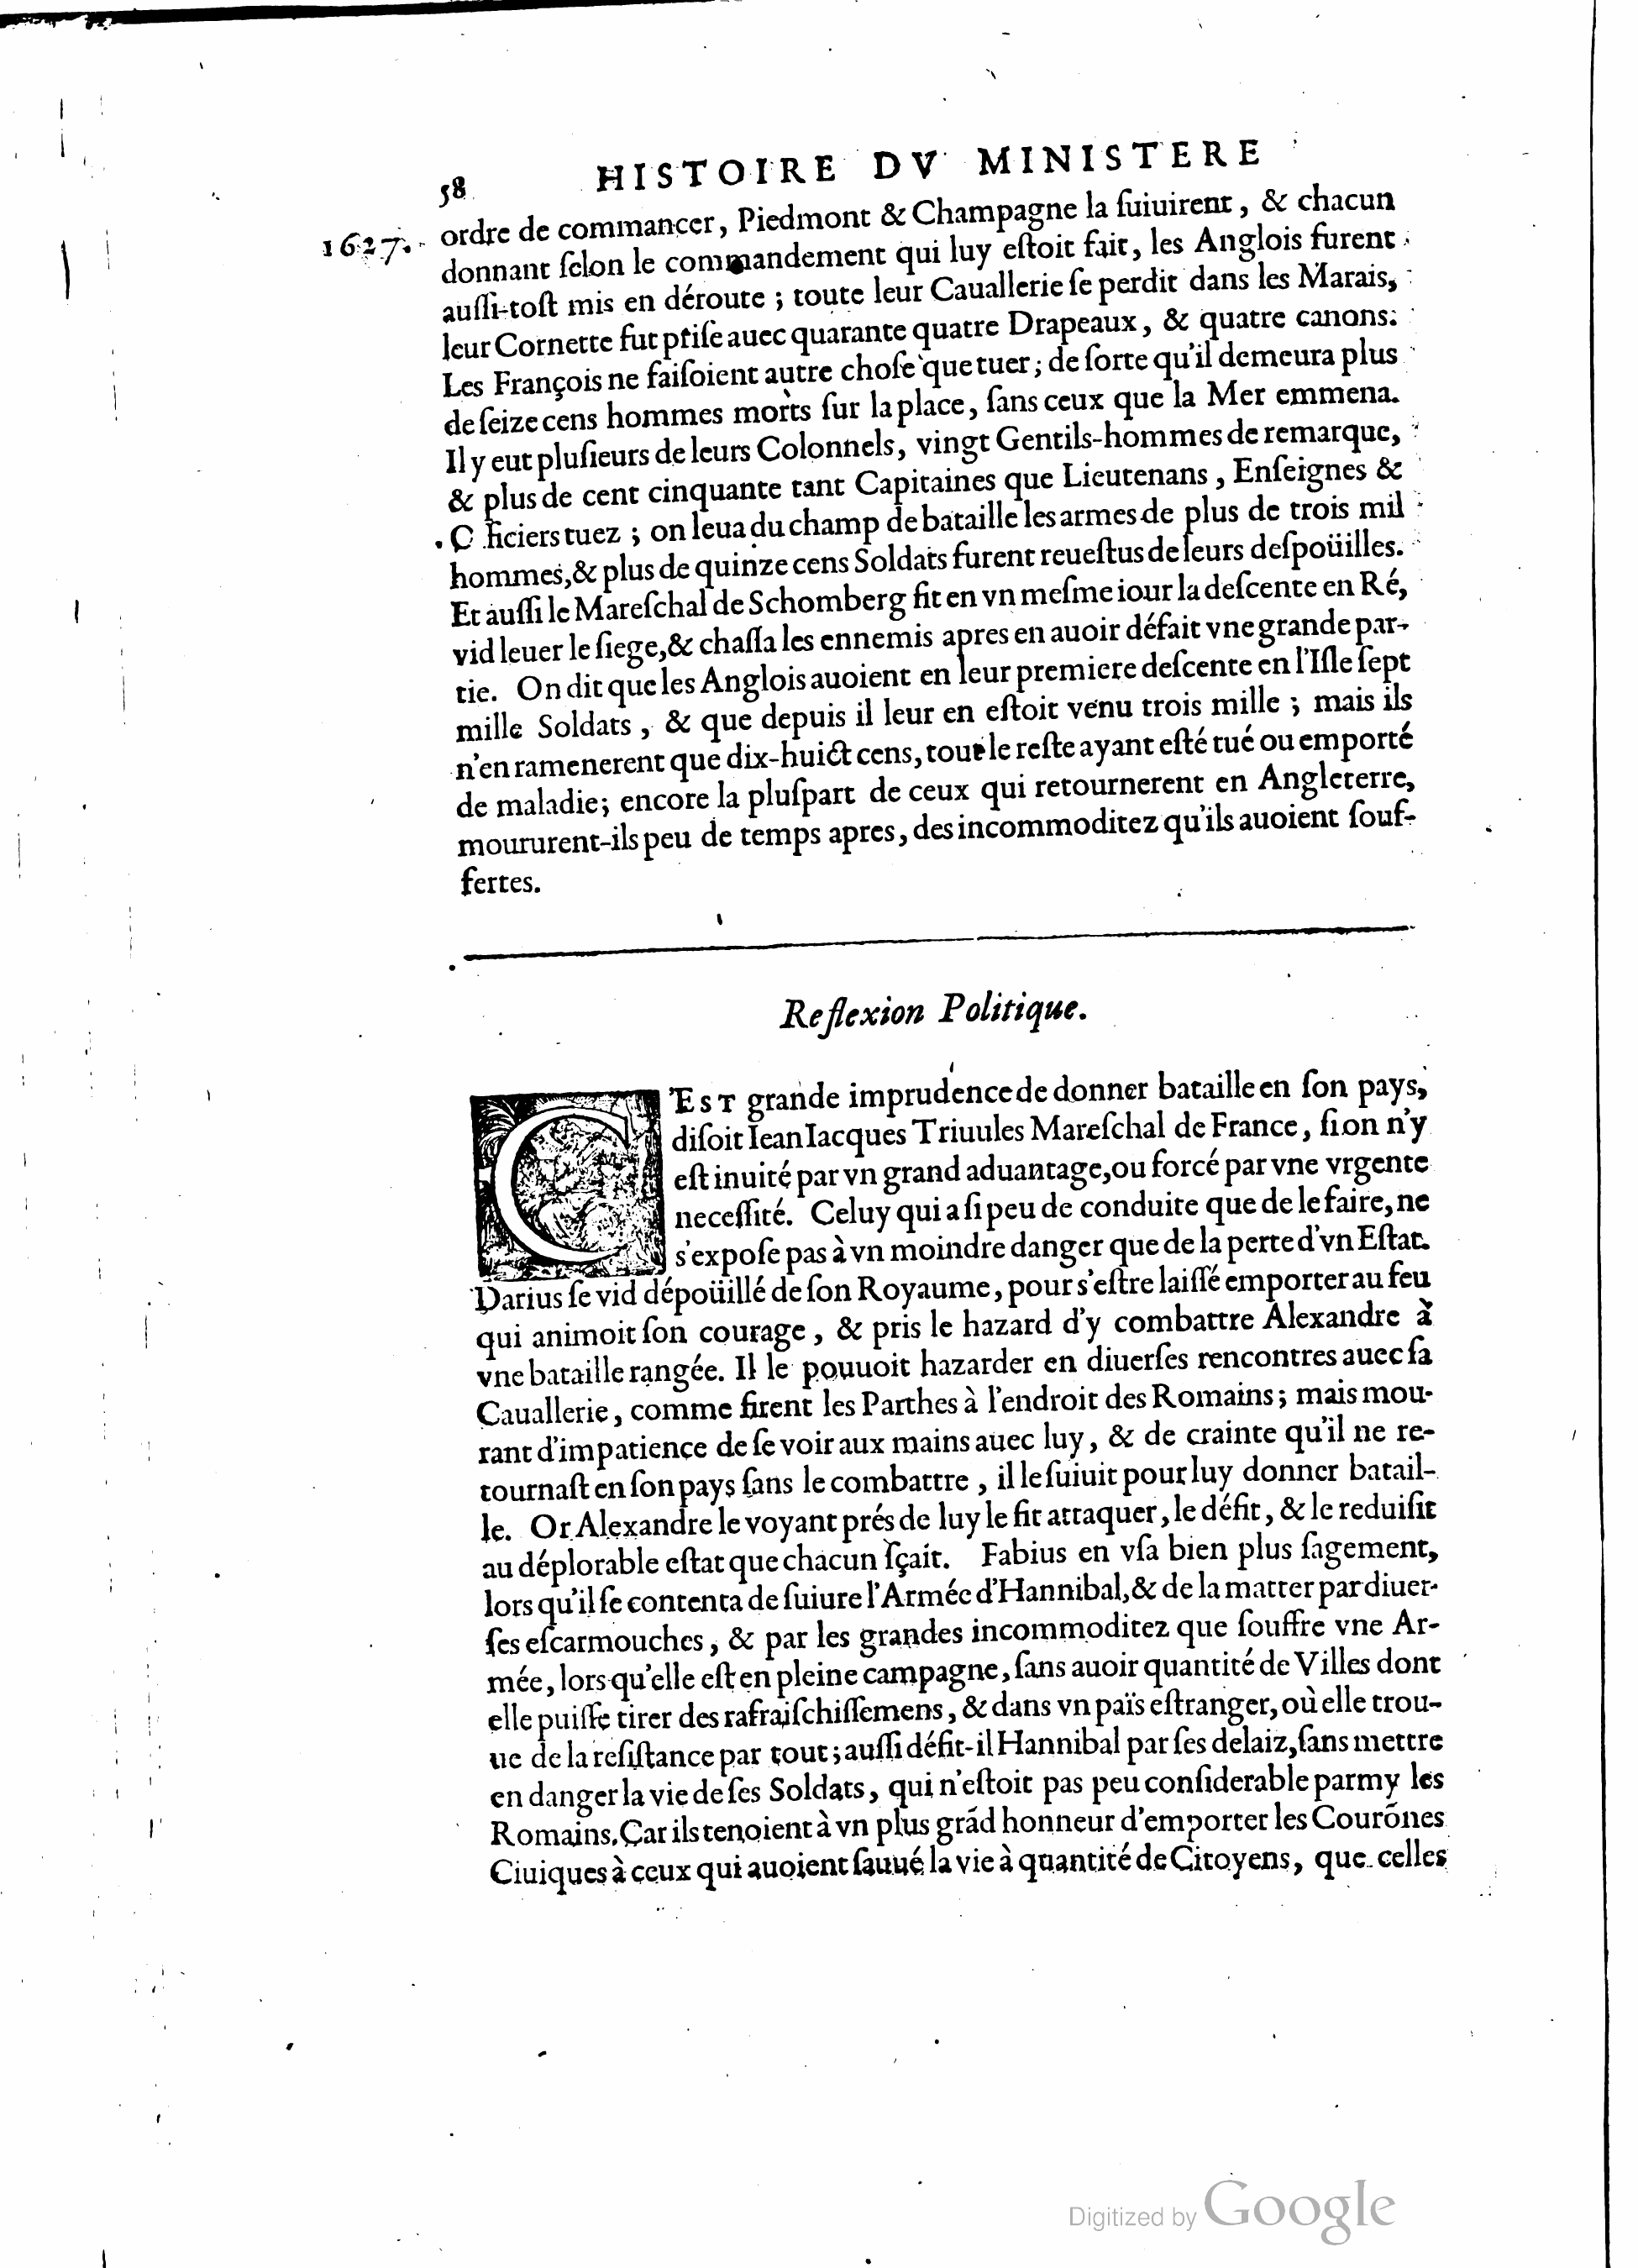 58 HISTOIRE DV MINISTERE
1627. ordre de commancer, Piedmont & Champagne la ſuiuirent, & chacun
donnant ſelon le commandement qui luy eſtoit fait, les Anglois furent
auſſi-toſt mis en déroute ; toute leur Cauallerie ſe perdit dans les Marais,
leur Cornette fut priſe auec quarante quatre Drapeaux, & quatre canons.
Les François ne faiſoient autre choſe que tuer ; de ſorte qu'il demeura plus
de ſeize cens hommes morts ſur la place, ſans ceux que la Mer emmena.
Il y eut pluſieurs de leurs Colonnels, vingt Gentils-hommes de remarque,
& plus de cent cinquante tant Capitaines que Lieutenans, Enſeignes &
Officiers tuez ; on leua du champ de bataille les armes de plus de trois mil
hommes, & plus de quinze cens Soldats furent reueſtus de leurs deſpoüilles.
Et auſſi le Mareſchal de Schomberg fit en vn meſme iour la deſcente en Ré,
vid leuer le ſiege, & chaſſa les ennemis apres en auoir défait vne grande par-
tie. On dit que les Anglois auoient en leur premiere deſcente en l'Iſle ſept
mille Soldats, & que depuis il leur en eſtoit venu trois mille ; mais ils
n'en ramenerent que dix-huict cens, tout le reſte ayant eſté tué ou emporté
de maladie ; encore la pluſpart de ceux qui retournerent en Angleterre,
moururent-ils peu de temps apres, des incommoditez qu'ils auoient ſouf-
fertes.
Reflexion Politique.
C'EST grande imprudence de donner bataille en ſon pays,
diſoit Iean Iacques Triuules Mareſchal de France, ſi on n'y
eſt inuité par vn grand aduantage, ou forcé par vne vrgente
neceſſité. Celuy qui a ſi peu de conduite que de le faire, ne
s'expoſe pas à vn moindre danger que de la perte d'vn Eſtat.
Darius ſe vid dépoüillé de ſon Royaume, pour s'eſtre laiſſé emporter au feu
qui animoit ſon courage, & pris le hazard d'y combattre Alexandre à
vne bataille rangée. Il le pouuoit hazarder en diuerſes rencontres auec ſa
Cauallerie, comme firent les Parthes à l'endroit des Romains ; mais mou-
rant d'impatience de ſe voir aux mains auec luy, & de crainte qu'il ne re-
tournaſt en ſon pays ſans le combattre, il le ſuiuit pour luy donner batail-
le. Or Alexandre le voyant prés de luy le fit attaquer, le défit, & le reduiſit
au déplorable eſtat que chacun ſçait. Fabius en vſa bien plus ſagement,
lors qu'il ſe contenta de ſuiure l'Armée d'Hannibal, & de la matter par diuer-
ſes eſcarmouches, & par les grandes incommoditez que ſouffre vne Ar-
mée, lors qu'elle eſt en pleine campagne, ſans auoir quantité de Villes dont
elle puiſſe tirer des rafraiſchiſſemens, & dans vn païs eſtranger, où elle trou-
ue de la reſiſtance par tout ; auſſi défit-il Hannibal par ſes delaiz, ſans mettre
en danger la vie de ſes Soldats, qui n'eſtoit pas peu conſiderable parmy les
Romains. Car ils tenoient à vn plus grãd honneur d'emporter les Courõnes
Ciuiques à ceux qui auoient ſauué la vie à quantité de Citoyens, que celles
Digitized by Google